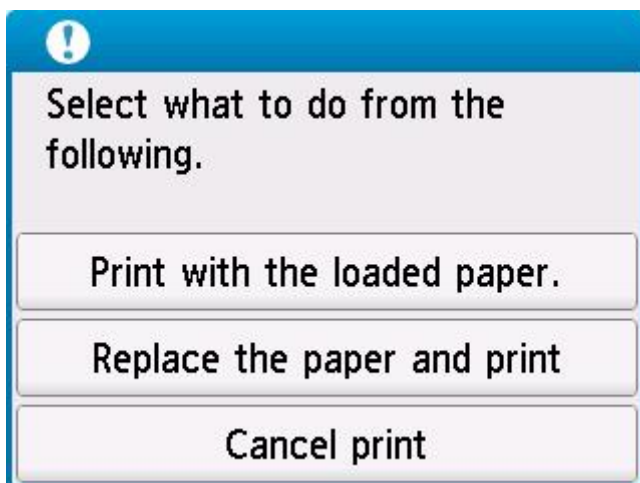 Select what to do from the
following.
Print with the loaded paper.
Replace the paper and print
Cancel print